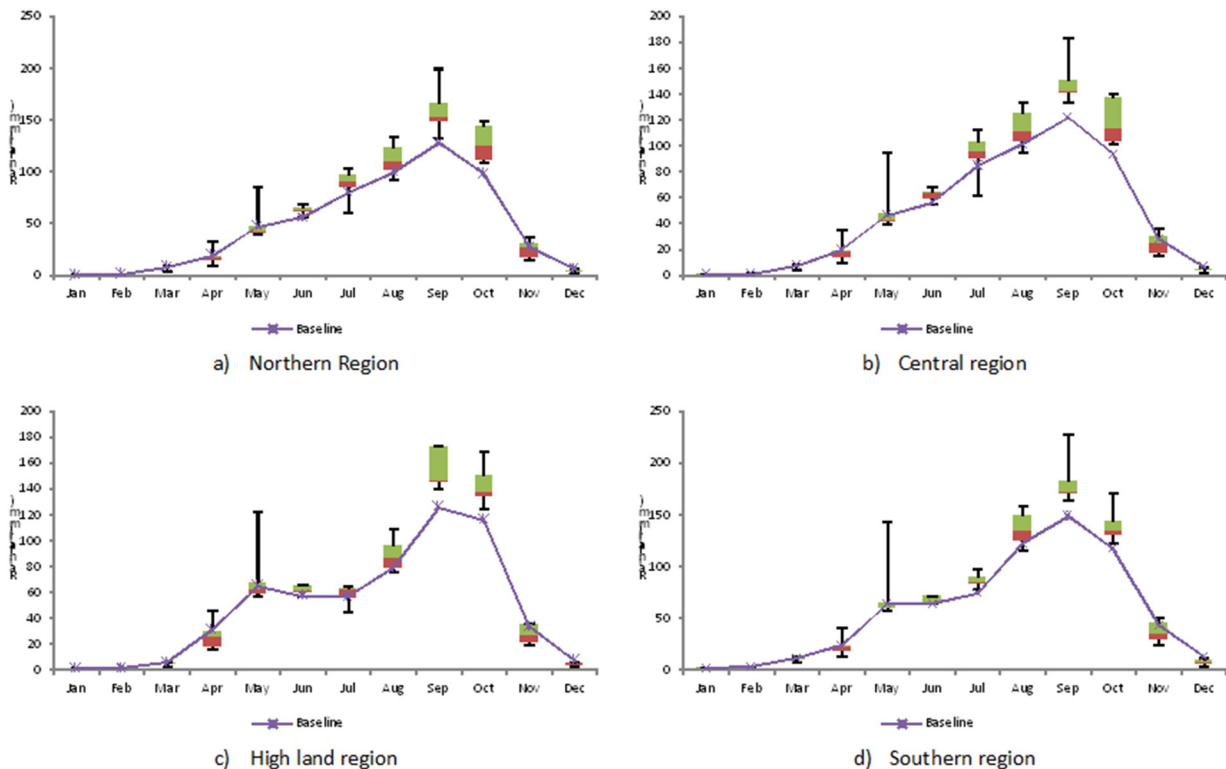 250
200
150
100
50
0
Jan Feb Mar Apr May Jun Jul Aug Sep Oct Nov Dec
Baseline
a) Northern Region
200
180
160
140
120
100
80
60
40
20
0
Jan Feb Mar Apr May Jun Jul Aug Sep Oct Nov Dec
Baseline
b) Central region
200
180
160
140
120
100
80
60
40
20
0
Jan Feb Mar Apr May Jun Jul Aug Sep Oct Nov Dec
Baseline
c) High land region
250
200
150
100
50
0
Jan Feb Mar Apr May Jun Jul Aug Sep Oct Nov Dec
Baseline
d) Southern region